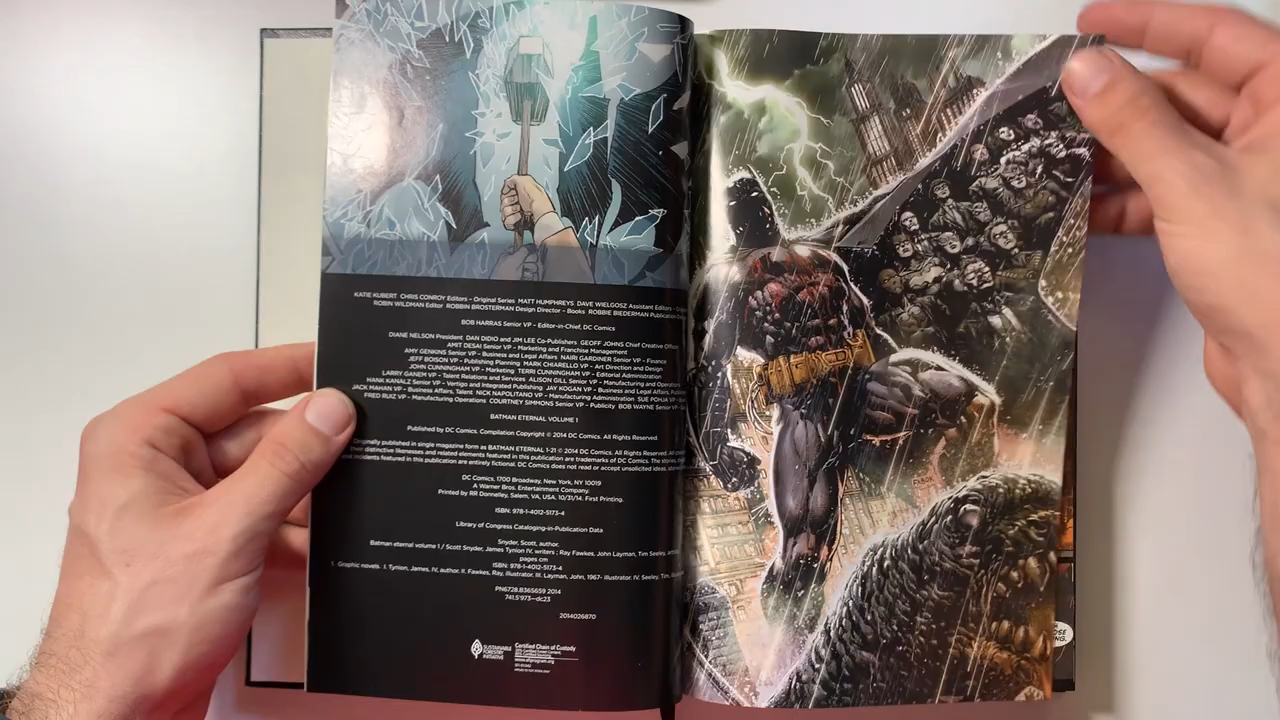 KATIE KUBERT CHRIS CONROY Editors – Original Series MATT HUMPHREYS DAVE WIELGOSZ Assistant Editors –
ROBIN WILDMAN Editor ROBBIN BROSTERMAN Design Director – Books ROBBIE BIEDERMAN Publication
BOB HARRAS Senior VP – Editor-in-Chief, DC Comics
DIANE NELSON President DAN DIDIO and JIM LEE Co-Publishers GEOFF JOHNS Chief Creative
AMIT DESAI Senior VP – Marketing and Franchise Management
AMY GENKINS Senior VP – Business and Legal Affairs NAIRI GARDINER Senior VP – Finance
JEFF BOISON VP – Publishing Planning MARK CHIARELLO VP – Art Direction and Design
JOHN CUNNINGHAM VP – Marketing TERRI CUNNINGHAM VP – Editorial Administration
LARRY GANEM VP – Talent Relations and Services ALISON GILL Senior VP – Manufacturing and
HANK KANALZ Senior VP – Vertigo and Integrated Publishing JAY KOGAN VP – Business and Legal Affairs,
JACK MAHAN VP – Business Affairs, Talent NICK NAPOLITANO VP – Manufacturing Administration SUE POHJA VP –
FRED RUIZ VP – Manufacturing Operations COURTNEY SIMMONS Senior VP – Publicity BOB WAYNE Senior VP –
BATMAN ETERNAL VOLUME 1
Published by DC Comics. Compilation Copyright © 2014 DC Comics. All Rights Reserved.
Originally published in single magazine form as BATMAN ETERNAL 1-21 © 2014 DC Comics. All Rights Reserved. All
their distinctive likenesses and related elements featured in this publication are trademarks of DC Comics. The stories,
and incidents featured in this publication are entirely fictional. DC Comics does not read or accept unsolicited ideas,
DC Comics, 1700 Broadway, New York, NY 10019
A Warner Bros. Entertainment Company.
Printed by RR Donnelley, Salem, VA, USA. 10/31/14. First Printing.
ISBN: 978-1-4012-5173-4
Library of Congress Cataloging-in-Publication Data
Snyder, Scott, author.
Batman eternal volume 1 / Scott Snyder, James Tynion IV, writers ; Ray Fawkes, John Layman, Tim Seeley,
pages cm
ISBN: 978-1-4012-5173-4
1. Graphic novels. I. Tynion, James, IV, author. II. Fawkes, Ray, illustrator. III. Layman, John, 1967- illustrator. IV. Seeley, Tim,
PN6728.B365659 2014
741.5'973—dc23
2014026870
SUSTAINABLE
FORESTRY
INITIATIVE
Certified Chain of Custody
www.sfiprogram.org
FABOK